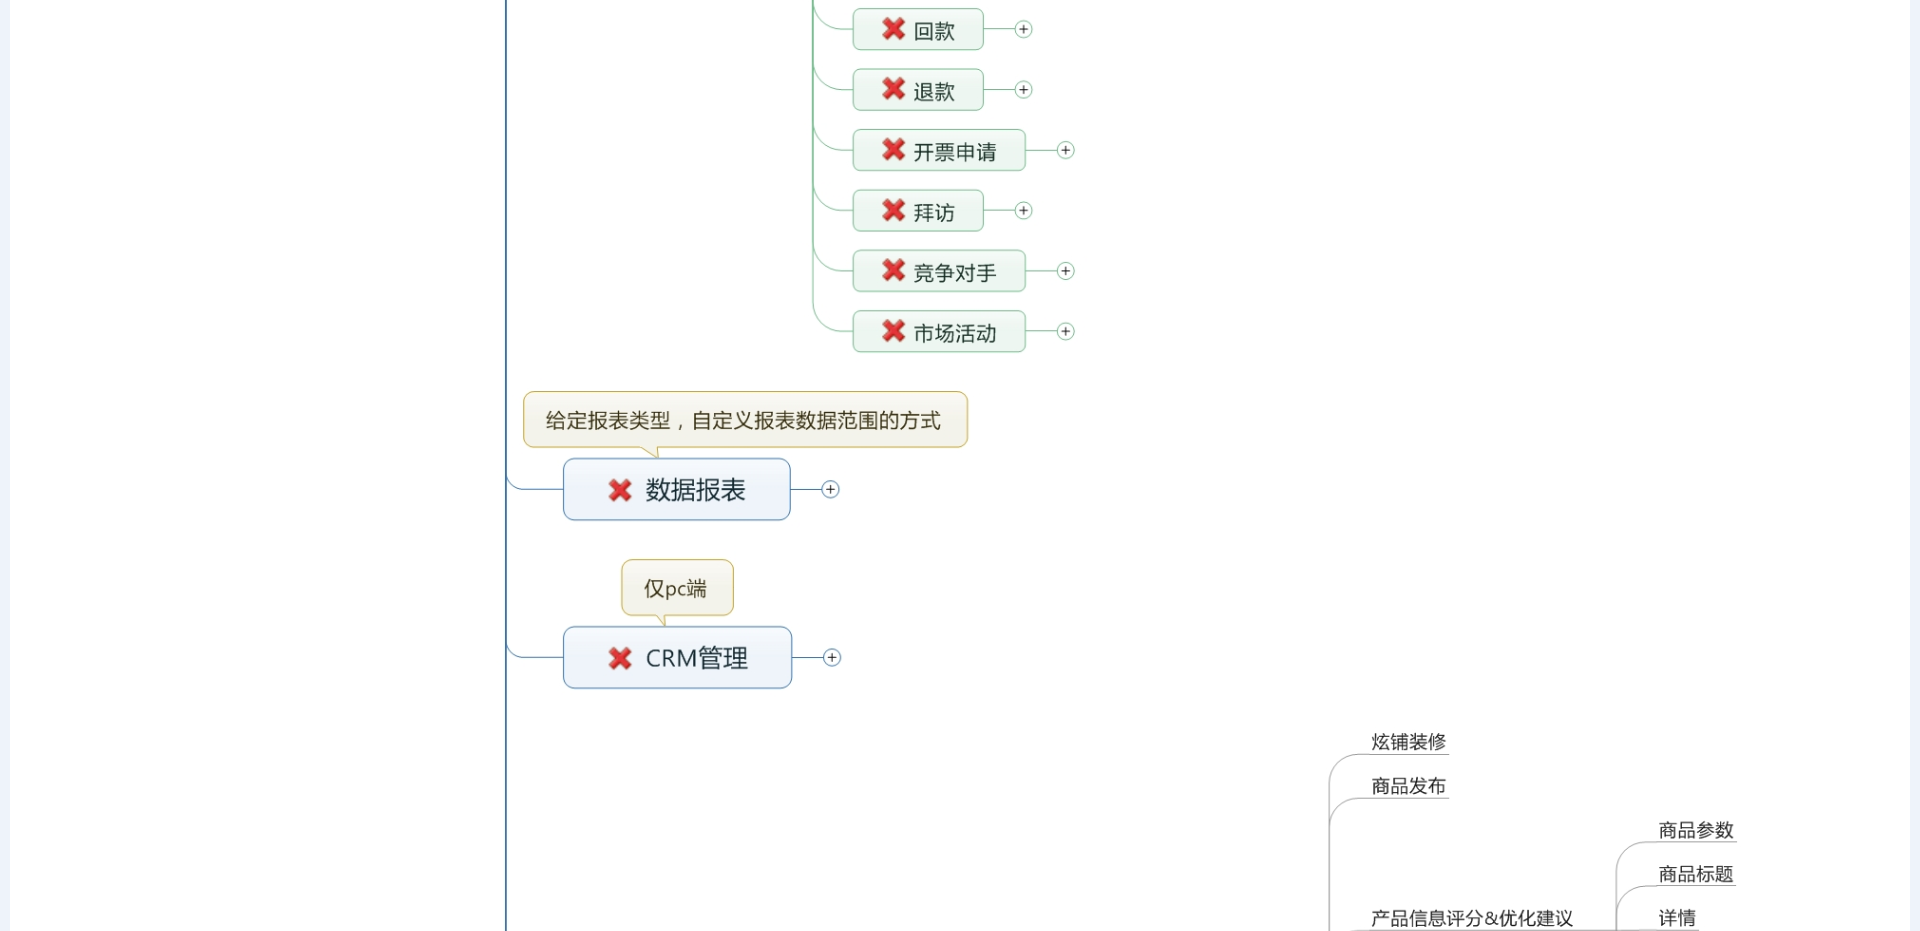 回款
退款
开票申请
拜访
竞争对手
市场活动
给定报表类型，自定义报表数据范围的方式
数据报表
仅pc端
CRM管理
炫铺装修
商品发布
商品参数
商品标题
产品信息评分&优化建议
详情